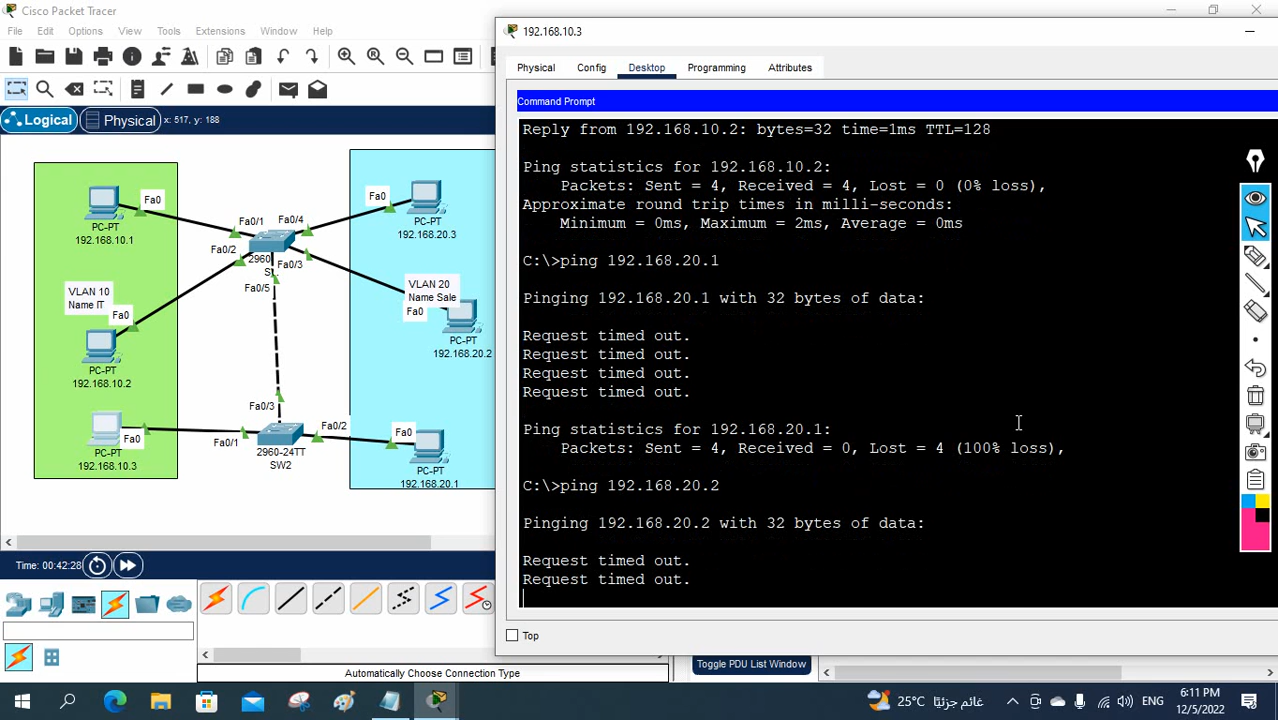 Cisco Packet Tracer
File Edit Options View Tools Extensions Window Help
Logical Physical x: 517, y: 188
Fa0
PC-PT
192.168.10.1
Fa0/1
Fa0/4
Fa0/2
2960
Fa0/3
Fa0/5
Fa0
PC-PT
192.168.20.3
VLAN 10
Name IT
Fa0
PC-PT
192.168.10.2
VLAN 20
Name Sale
Fa0
PC-PT
192.168.20.2
Fa0/3
Fa0
PC-PT
192.168.10.3
Fa0/1
Fa0/2
2960-24TT
SW2
Fa0
PC-PT
192.168.20.1
Time: 00:42:28
Automatically Choose Connection Type
192.168.10.3
Physical Config Desktop Programming Attributes
Command Prompt
Reply from 192.168.10.2: bytes=32 time=1ms TTL=128
Ping statistics for 192.168.10.2:
Packets: Sent = 4, Received = 4, Lost = 0 (0% loss),
Approximate round trip times in milli-seconds:
Minimum = 0ms, Maximum = 2ms, Average = 0ms
C:\>ping 192.168.20.1
Pinging 192.168.20.1 with 32 bytes of data:
Request timed out.
Request timed out.
Request timed out.
Request timed out.
Ping statistics for 192.168.20.1:
Packets: Sent = 4, Received = 0, Lost = 4 (100% loss),
C:\>ping 192.168.20.2
Pinging 192.168.20.2 with 32 bytes of data:
Request timed out.
Request timed out.
Top
Toggle PDU List Window
25°C غائم جزئيًا
ENG
6:11 PM
12/5/2022